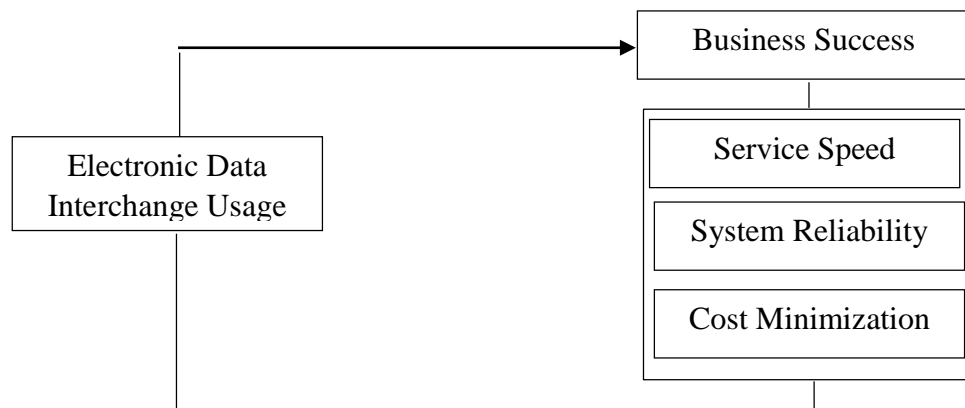 Business Success
Electronic Data
Interchange Usage
Service Speed
System Reliability
Cost Minimization